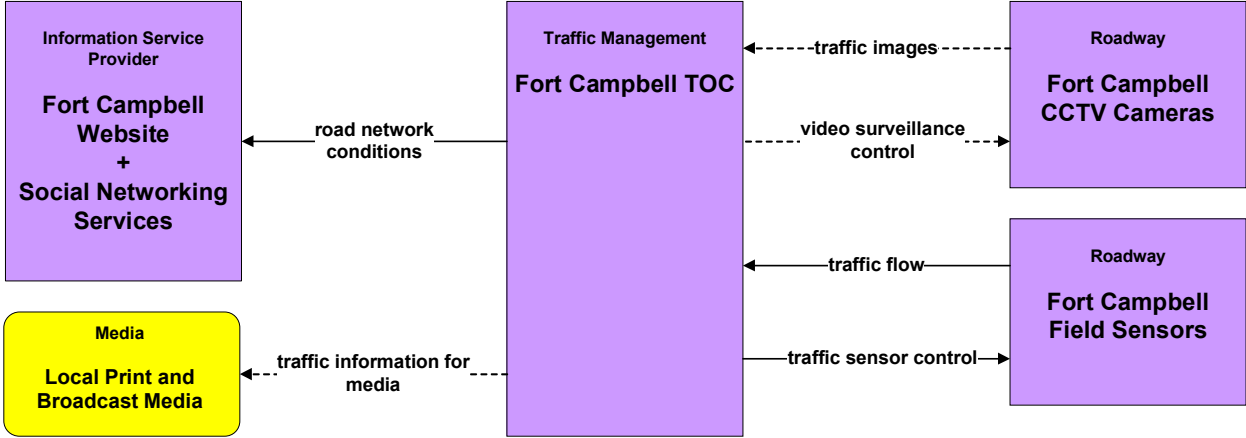 Information Service
Provider
Fort Campbell
Website
+
Social Networking
Services
road network
conditions
Media
Local Print and
Broadcast Media
traffic information for
media
Traffic Management
Fort Campbell TOC
traffic images
video surveillance
control
traffic flow
traffic sensor control
Roadway
Fort Campbell
CCTV Cameras
Roadway
Fort Campbell
Field Sensors